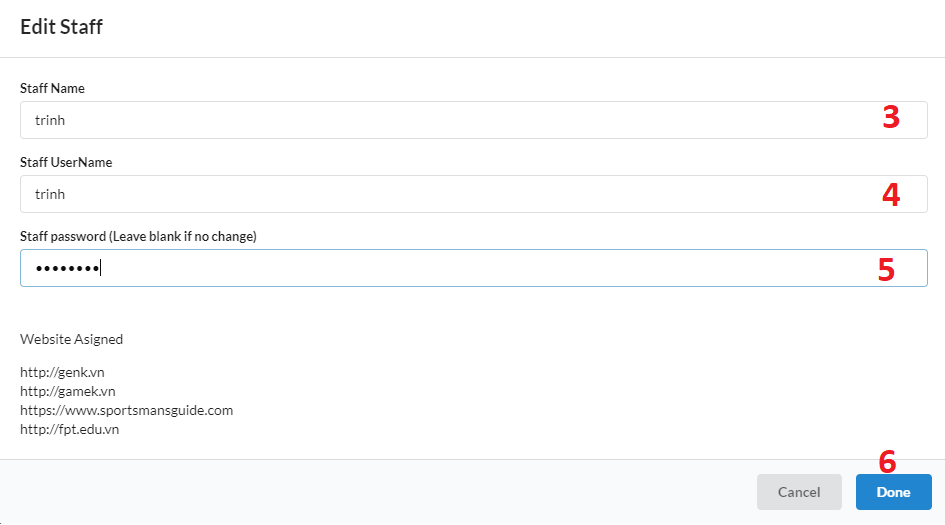 Edit Staff
Staff Name
trinh
3
Staff UserName
trinh
4
Staff password (Leave blank if no change)
••••••••
5
Website Asigned
http://genk.vn
http://gamek.vn
https://www.sportsmansguide.com
http://fpt.edu.vn
6
Cancel
Done